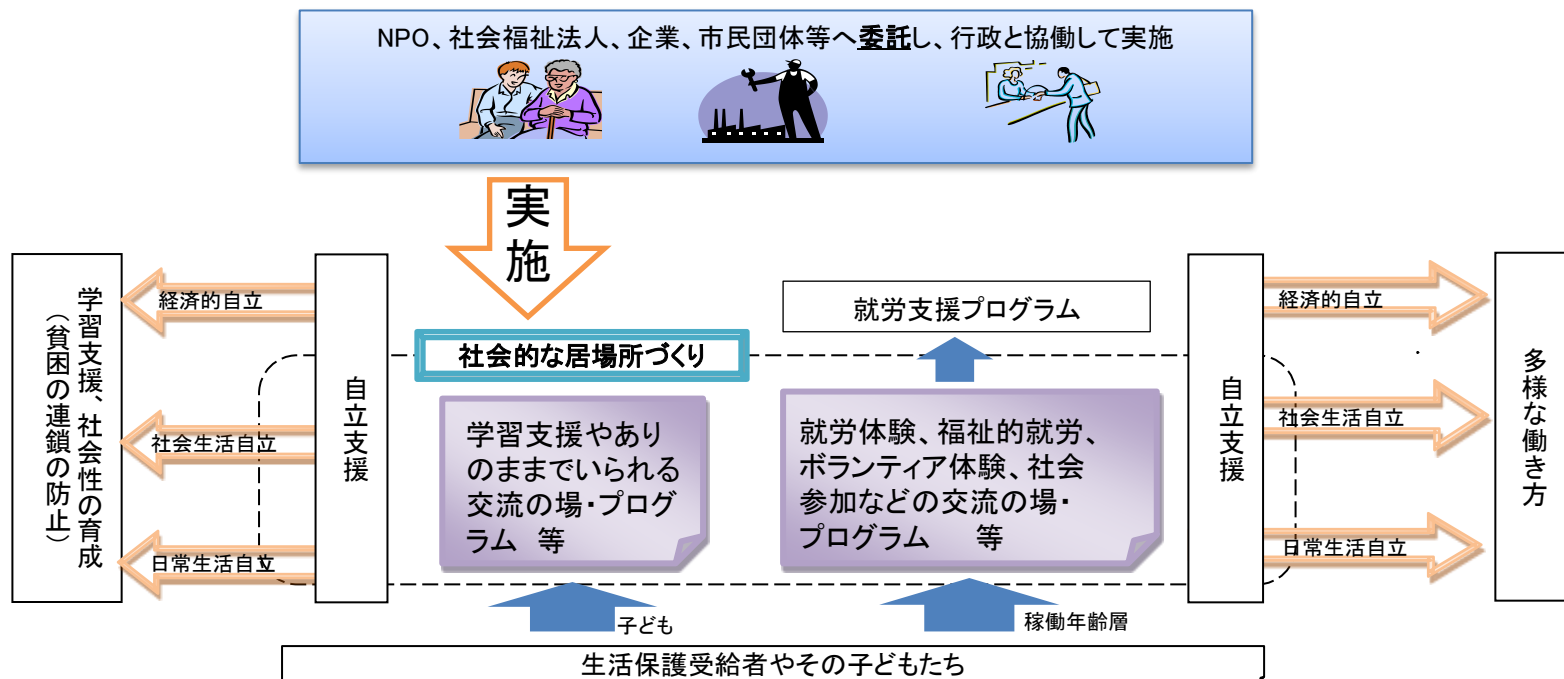 NPO、社会福祉法人、企業、市民団体等へ委託し、行政と協働して実施
実施
学習支援、社会性の育成
（貧困の連鎖の防止）
経済的自立
社会生活自立
日常生活自立
自立支援
社会的な居場所づくり
学習支援やあり
のままでいられる
交流の場・プログ
ラム　等
就労支援プログラム
就労体験、福祉的就労、
ボランティア体験、社会
参加などの交流の場・
プログラム　　等
自立支援
経済的自立
社会生活自立
日常生活自立
多様な働き方
子ども
稼働年齢層
生活保護受給者やその子どもたち